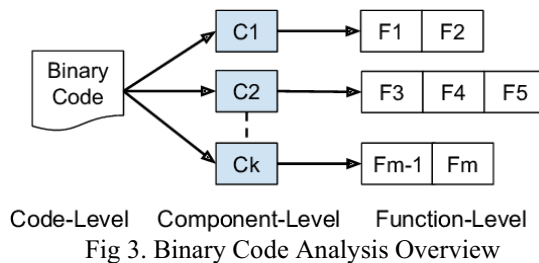 C1 F1 F2
Binary
Code
C2 F3 F4 F5
Ck Fm-1 Fm
Code-Level Component-Level Function-Level
Fig 3. Binary Code Analysis Overview